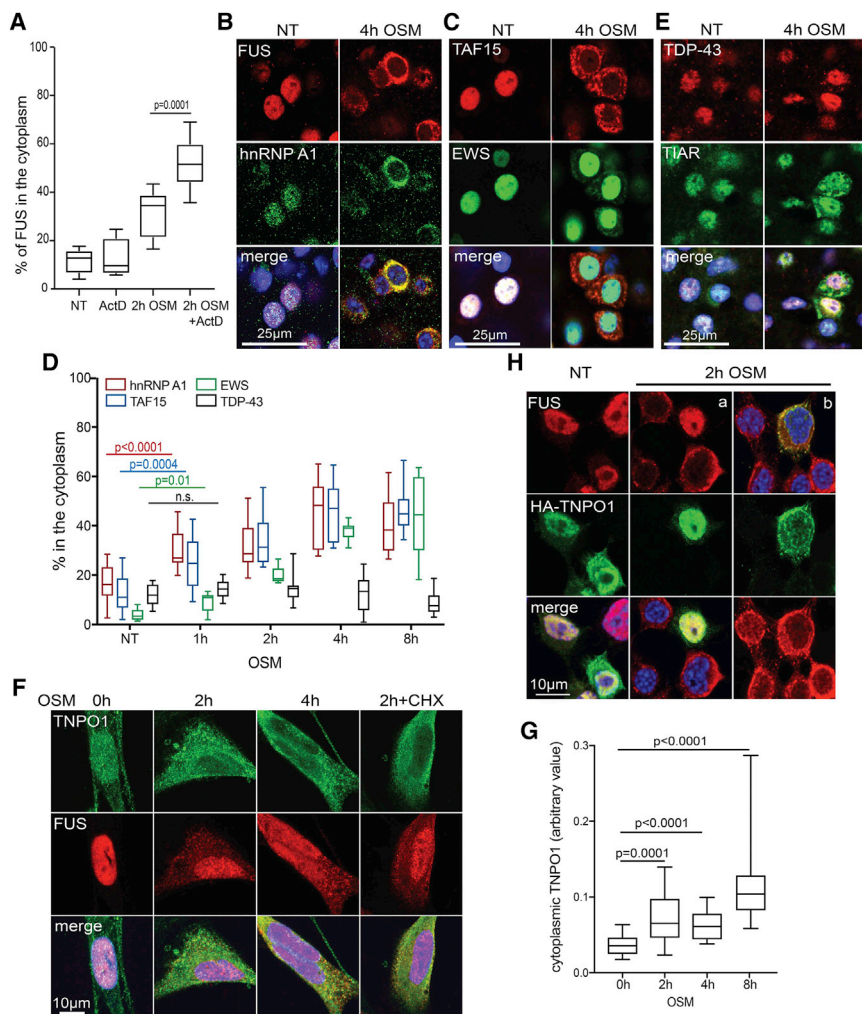 A
% of FUS in the cytoplasm
100
80
60
40
20
0
p=0.0001
NT
ActD
2h OSM
2h OSM
+ActD
B
NT
4h OSM
FUS
hnRNP A1
merge
25µm
C
NT
4h OSM
TAF15
EWS
merge
25µm
E
NT
4h OSM
TDP-43
TIAR
merge
25µm
D
% in the cytoplasm
100
80
60
40
20
0
hnRNP A1
EWS
TAF15
TDP-43
p<0.0001
p=0.0004
p=0.01
n.s.
NT
1h
2h
4h
8h
OSM
H
NT
2h OSM
FUS
a
b
HA-TNPO1
merge
10µm
F
OSM
0h
2h
4h
2h+CHX
TNPO1
FUS
merge
10µm
G
cytoplasmic TNPO1 (arbitrary value)
0.3
0.2
0.1
0.0
p<0.0001
p<0.0001
p=0.0001
0h
2h
4h
8h
OSM